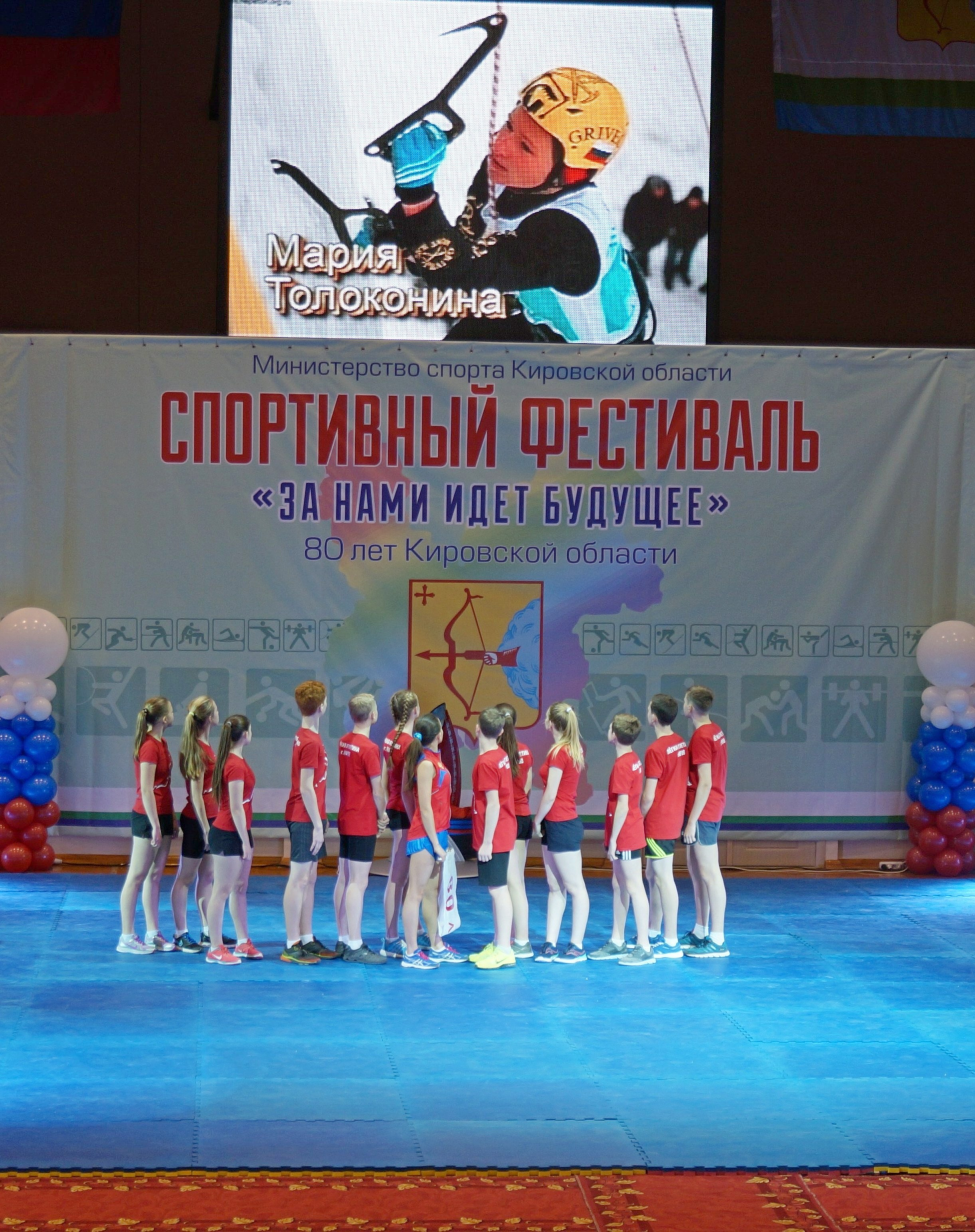 GRIVEL
Мария
Толоконина
Министерство спорта Кировской области
СПОРТИВНЫЙ ФЕСТИВАЛЬ
«ЗА НАМИ ИДЕТ БУДУЩЕЕ»
80 лет Кировской области